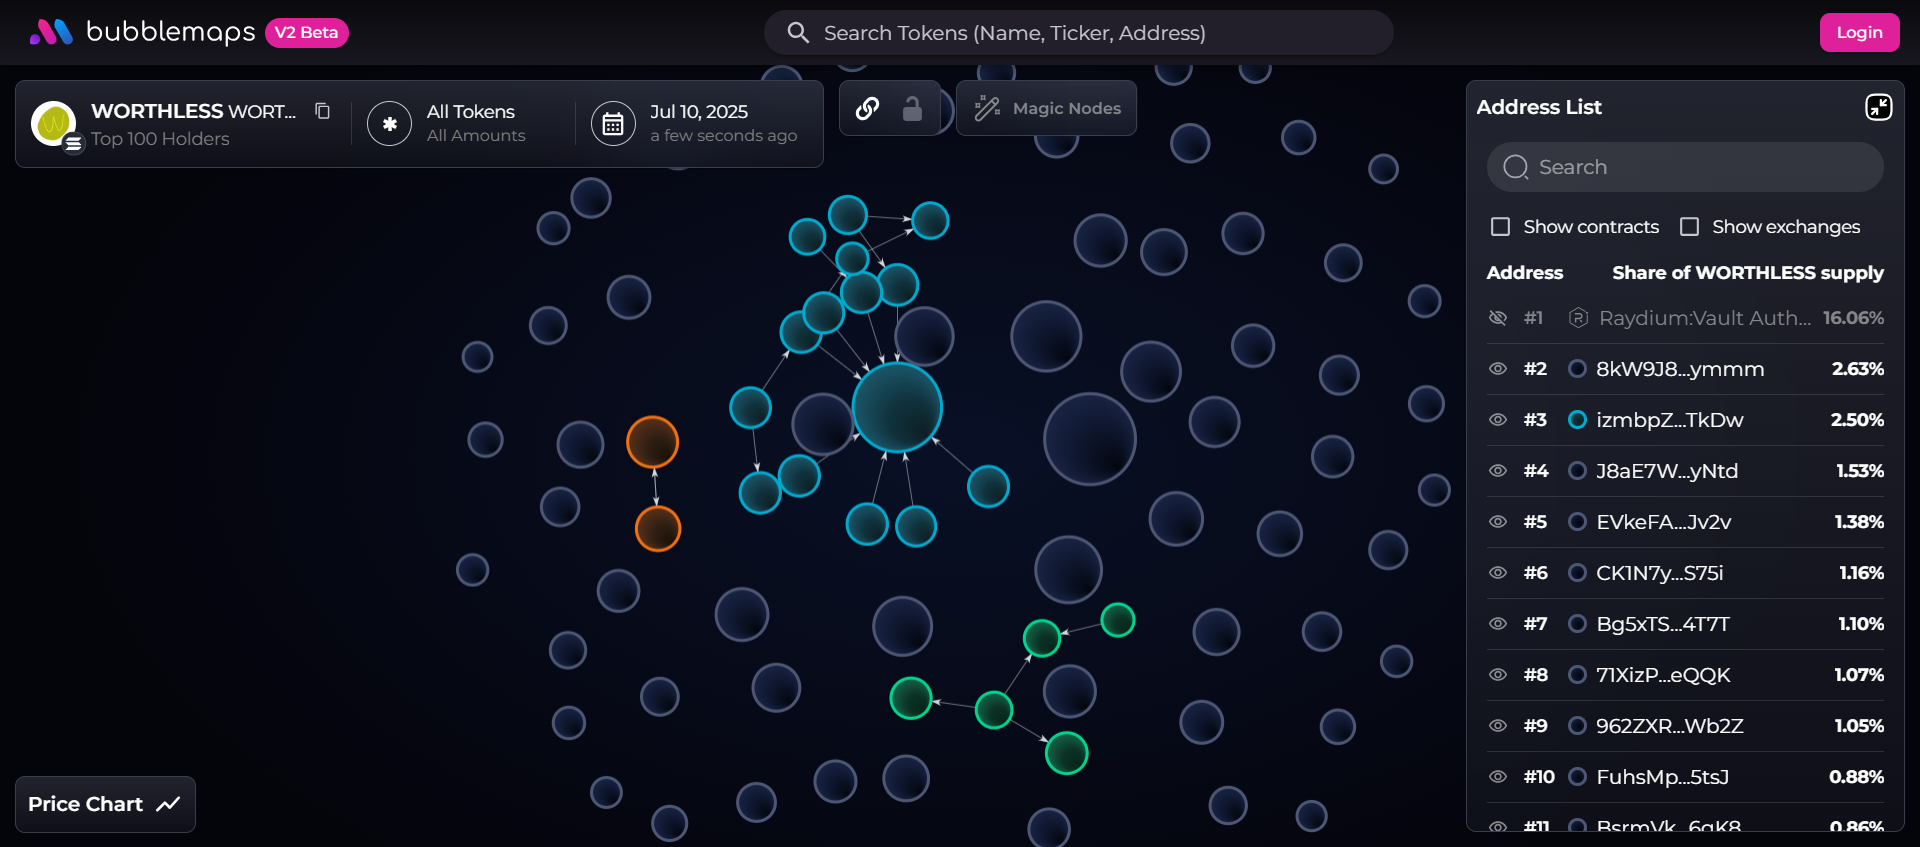 bubblemaps V2 Beta
Search Tokens (Name, Ticker, Address)
Login
WORTHLESS WORT...
Top 100 Holders
All Tokens
All Amounts
Jul 10, 2025
a few seconds ago
Magic Nodes
Address List
Search
Show contracts Show exchanges
Address Share of WORTHLESS supply
#1 Raydium:Vault Auth... 16.06%
#2 8kW9J8...ymmm 2.63%
#3 izmbpZ...TkDw 2.50%
#4 J8aE7W...yNtd 1.53%
#5 EVkeFA...Jv2v 1.38%
#6 CK1N7y...S75i 1.16%
#7 Bg5xTS...4T7T 1.10%
#8 71XizP...eQQK 1.07%
#9 962ZXR...Wb2Z 1.05%
#10 FuhsMp...5tsJ 0.88%
#11 0.86%
Price Chart